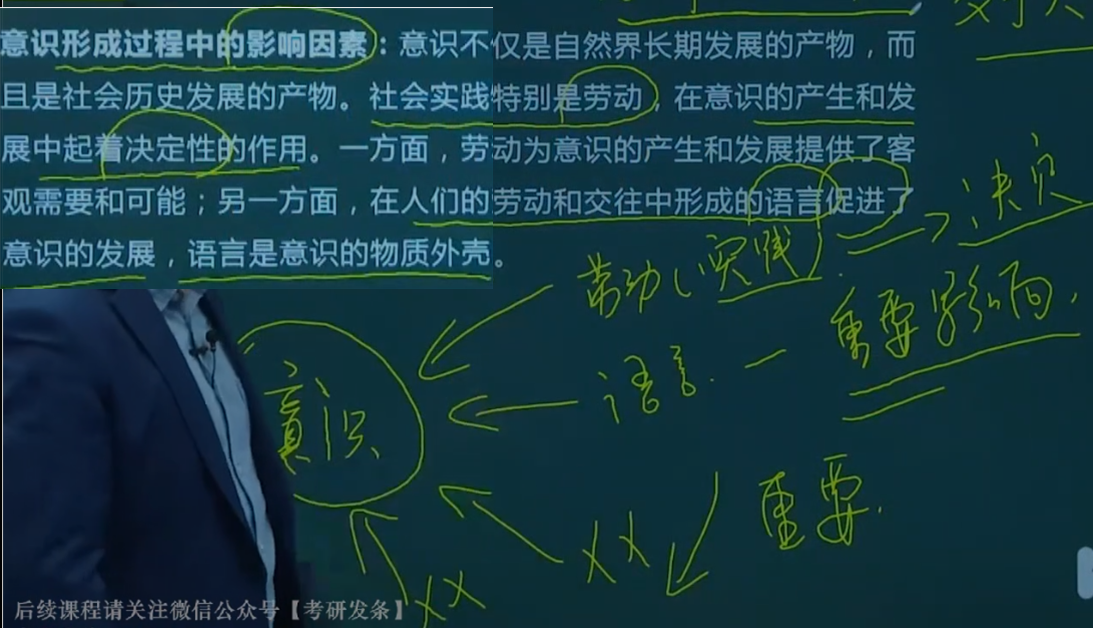 意识形成过程中的影响因素：意识不仅是自然界长期发展的产物，而
且是社会历史发展的产物。社会实践特别是劳动，在意识的产生和发
展中起着决定性的作用。一方面，劳动为意识的产生和发展提供了客
观需要和可能；另一方面，在人们的劳动和交往中形成的语言促进了
意识的发展，语言是意识的物质外壳。
决定
劳动（实践）
重要影响
语言
意识
重要
XX
XX
后续课程请关注微信公众号【考研发条】